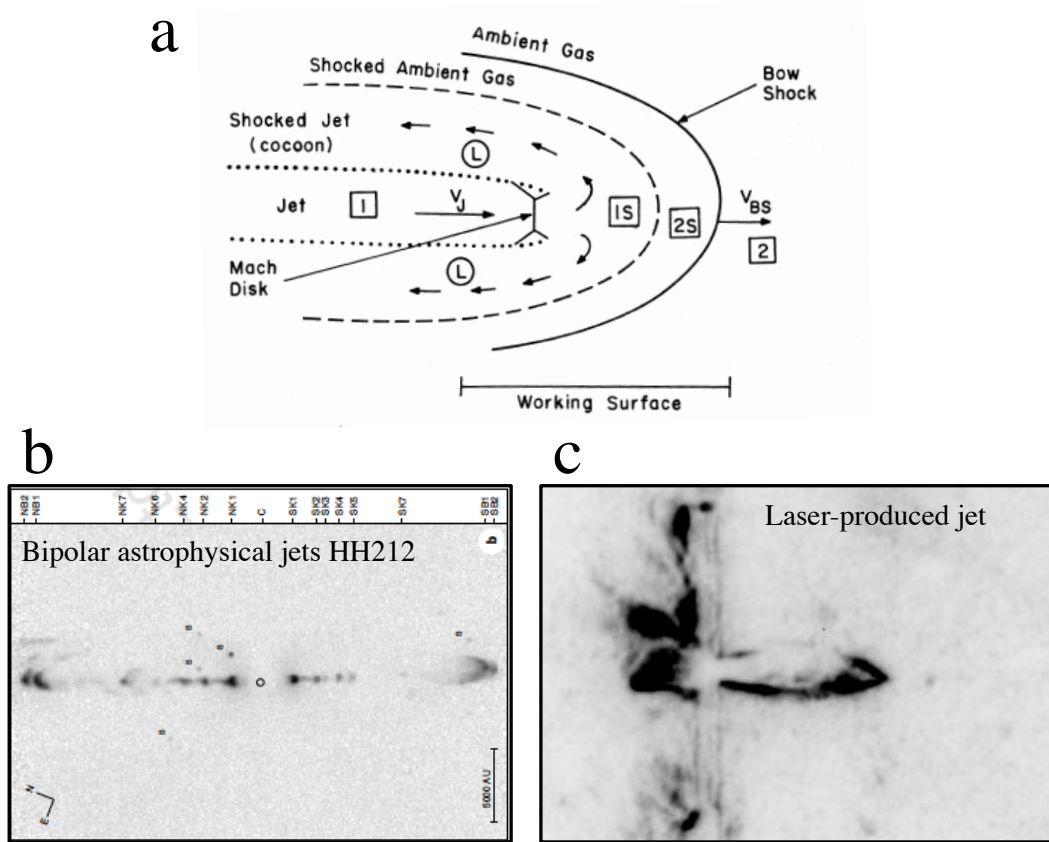 a
Ambient Gas
Shocked Ambient Gas
Bow
Shock
Shocked Jet
(cocoon)
L
Jet
1
VJ
1S
2S
VBS
2
Mach
Disk
L
Working Surface
b
NB2
NB1
NK7
NK6
NK4
NK2
NK1
C
SK1
SK2
SK3
SK4
SK5
SK7
SB1
SB2
b
Bipolar astrophysical jets HH212
B
B
B
B
B
N
E
5000 AU
c
Laser-produced jet